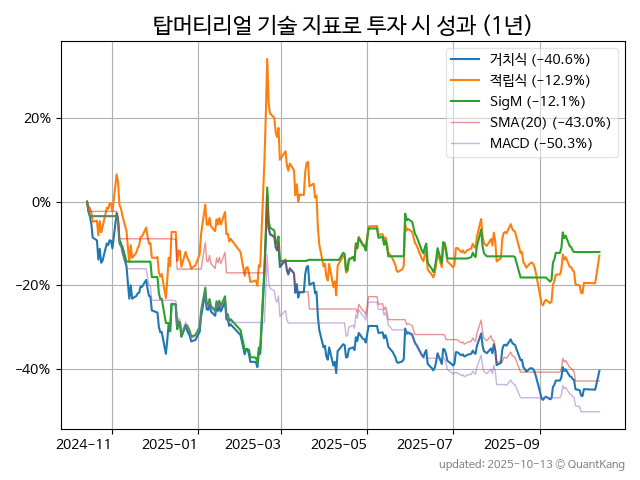 탑머티리얼 기술 지표로 투자 시 성과 (1년)
거치식 (−40.6%)
적립식 (−12.9%)
SigM (−12.1%)
SMA(20) (−43.0%)
MACD (−50.3%)
20%
0%
−20%
−40%
2024−11 2025−01 2025−03 2025−05 2025−07 2025−09
updated: 2025−10−13 ⓒ QuantKang